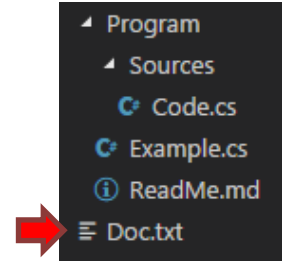 Program
Sources
C# Code.cs
C# Example.cs
ReadMe.md
Doc.txt